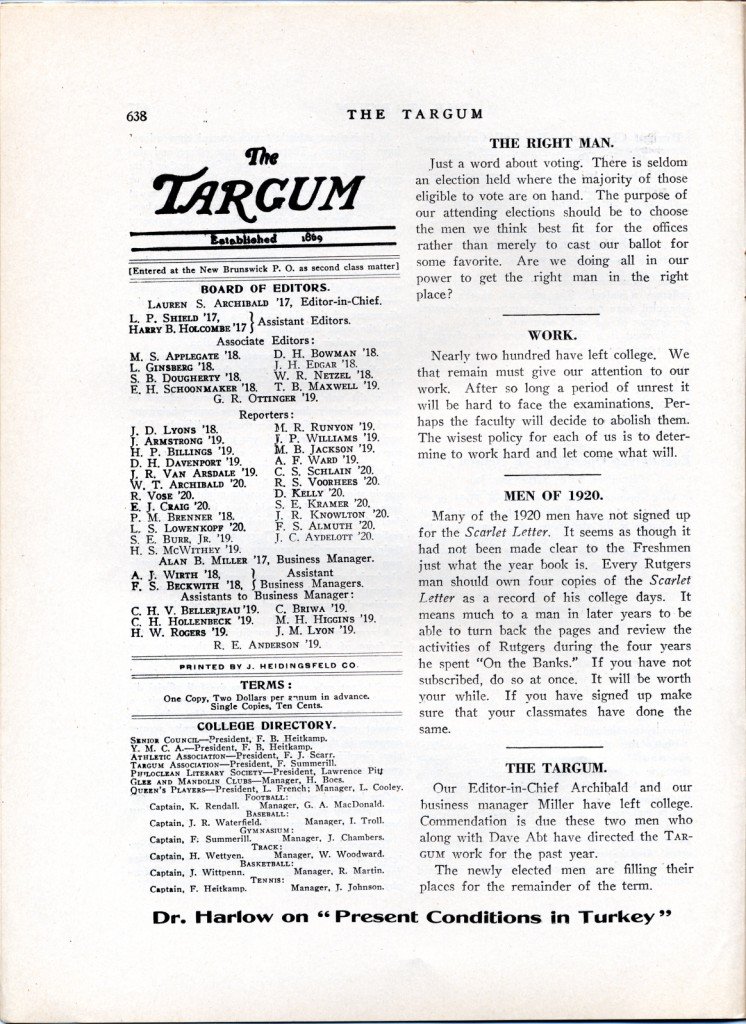 638
THE TARGUM
The
TARGUM
Established 1869
[Entered at the New Brunswick P. O. as second class matter]
BOARD OF EDITORS.
LAUREN S. ARCHIBALD '17, Editor-in-Chief.
L. P. SHIELD '17,
HARRY B. HOLCOMBE '17 } Assistant Editors.
Associate Editors:
M. S. APPLEGATE '18. D. H. BOWMAN '18.
L. GINSBERG '18. J. H. EDGAR '18.
S. B. DOUGHERTY '18. W. R. NETZEL '18.
E. H. SCHOONMAKER '18. T. B. MAXWELL '19.
G. R. OTTINGER '19.
Reporters:
J. D. LYONS '18. M. R. RUNYON '19.
J. ARMSTRONG '19. J. P. WILLIAMS '19.
H. P. BILLINGS '19. M. B. JACKSON '19.
D. H. DAVENPORT '19. A. F. WARD '19.
J. R. VAN ARSDALE '19. C. S. SCHLAIN '20.
W. T. ARCHIBALD '20. R. S. VOORHEES '20.
R. VOSE '20. D. KELLY '20.
E. J. CRAIG '20. S. E. KRAMER '20.
P. M. BRENNER '18. J. R. KNOWLTON '20.
L. S. LOWENKOPF '20. F. S. ALMUTH '20.
S. E. BURR, JR. '19. J. C. AYDELOTT '20.
H. S. MCWITHEY '19.
ALAN B. MILLER '17, Business Manager.
A. J. WIRTH '18, Assistant
F. S. BECKWITH '18, } Business Managers.
Assistants to Business Manager:
C. H. V. BELLERJEAU '19. C. BRIWA '19.
C. H. HOLLENBECK '19. M. H. HIGGINS '19.
H. W. ROGERS '19. J. M. LYON '19.
R. E. ANDERSON '19.
PRINTED BY J. HEIDINGSFELD CO.
TERMS:
One Copy, Two Dollars per annum in advance.
Single Copies, Ten Cents.
COLLEGE DIRECTORY.
SENIOR COUNCIL—President, F. B. Heitkamp.
Y. M. C. A.—President, F. B. Heitkamp.
ATHLETIC ASSOCIATION—President, F. J. Scarr.
TARGUM ASSOCIATION—President, F. Summerill.
PHILOCLEAN LITERARY SOCIETY—President, Lawrence Pitt
GLEE AND MANDOLIN CLUBS—Manager, H. Boes.
QUEEN'S PLAYERS—President, L. French; Manager, L. Cooley.
FOOTBALL:
Captain, K. Rendall. Manager, G. A. MacDonald.
BASEBALL:
Captain, J. R. Waterfield. Manager, I. Troll.
GYMNASIUM:
Captain, F. Summerill. Manager, J. Chambers.
TRACK:
Captain, H. Wettyen. Manager, W. Woodward.
BASKETBALL:
Captain, J. Wittpenn. Manager, R. Martin.
TENNIS:
Captain, F. Heitkamp. Manager, J. Johnson.
THE RIGHT MAN.
Just a word about voting. There is seldom
an election held where the majority of those
eligible to vote are on hand. The purpose of
our attending elections should be to choose
the men we think best fit for the offices
rather than merely to cast our ballot for
some favorite. Are we doing all in our
power to get the right man in the right
place?
WORK.
Nearly two hundred have left college. We
that remain must give our attention to our
work. After so long a period of unrest it
will be hard to face the examinations. Per-
haps the faculty will decide to abolish them.
The wisest policy for each of us is to deter-
mine to work hard and let come what will.
MEN OF 1920.
Many of the 1920 men have not signed up
for the Scarlet Letter. It seems as though it
had not been made clear to the Freshmen
just what the year book is. Every Rutgers
man should own four copies of the Scarlet
Letter as a record of his college days. It
means much to a man in later years to be
able to turn back the pages and review the
activities of Rutgers during the four years
he spent "On the Banks." If you have not
subscribed, do so at once. It will be worth
your while. If you have signed up make
sure that your classmates have done the
same.
THE TARGUM.
Our Editor-in-Chief Archibald and our
business manager Miller have left college.
Commendation is due these two men who
along with Dave Abt have directed the TAR-
GUM work for the past year.
The newly elected men are filling their
places for the remainder of the term.
Dr. Harlow on "Present Conditions in Turkey"